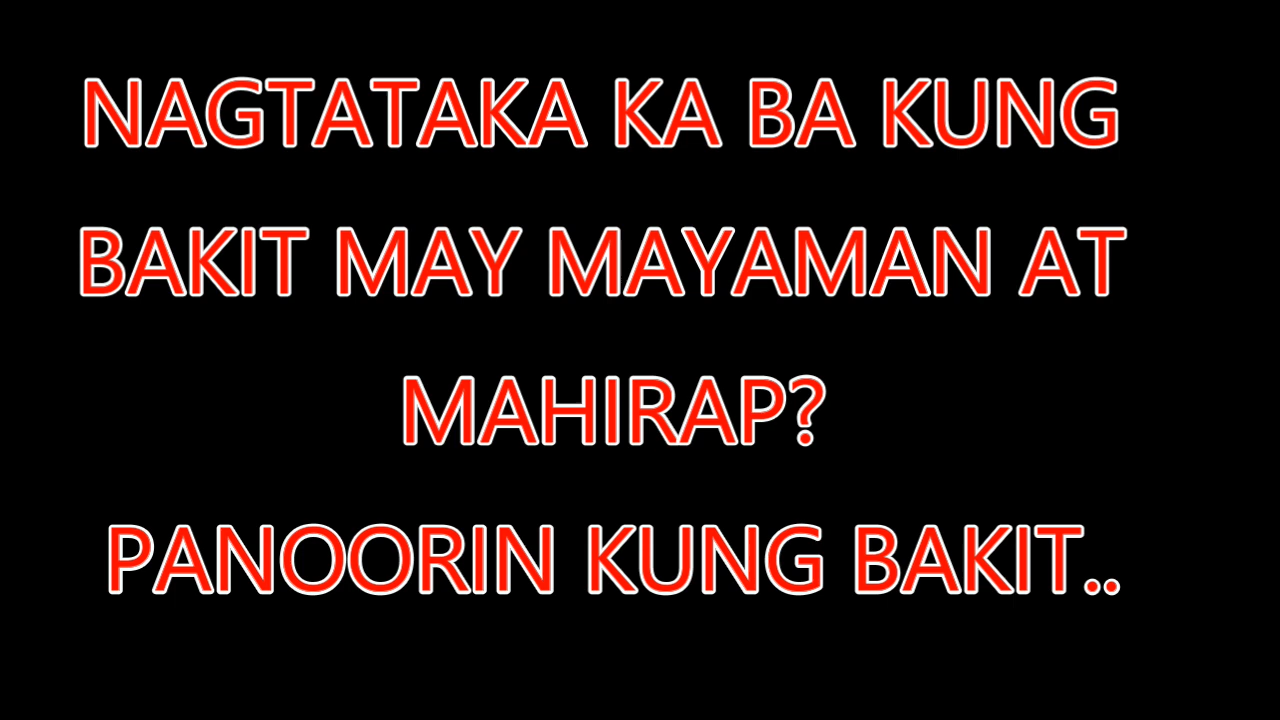 NAGTATAKA KA BA KUNG
BAKIT MAY MAYAMAN AT
MAHIRAP?
PANOORIN KUNG BAKIT..